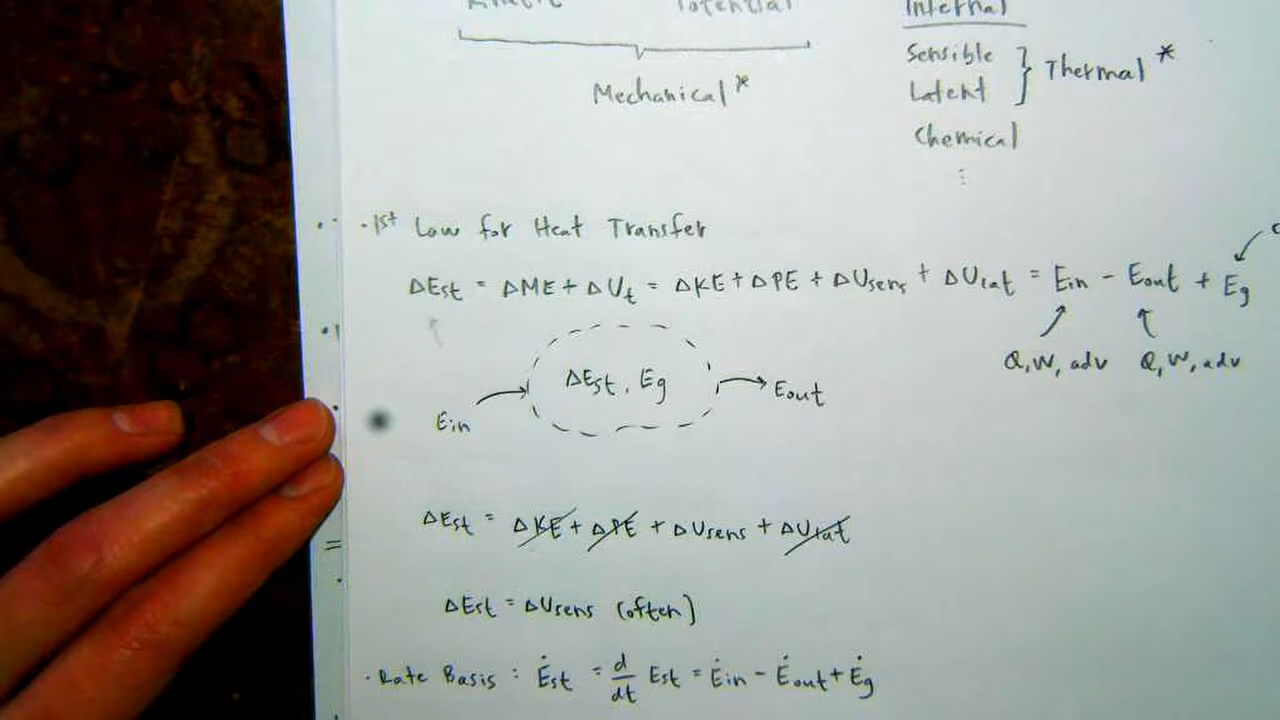 Kinetic Potential Internal
Sensible
Latent
} Thermal*
Mechanical*
Chemical
⋮
· 1st Law for Heat Transfer
ΔEst = ΔME + ΔUt = ΔKE + ΔPE + ΔUsens + ΔUlat = Ein - Eout + Eg
Q, W, adv Q, W, adv
ΔEst, Eg
Ein
Eout
ΔEst = ΔKE + ΔPE + ΔUsens + ΔUlat
ΔEst = ΔUsens (often)
· Rate Basis : Ėst = d/dt Est = Ėin - Ėout + Ėg